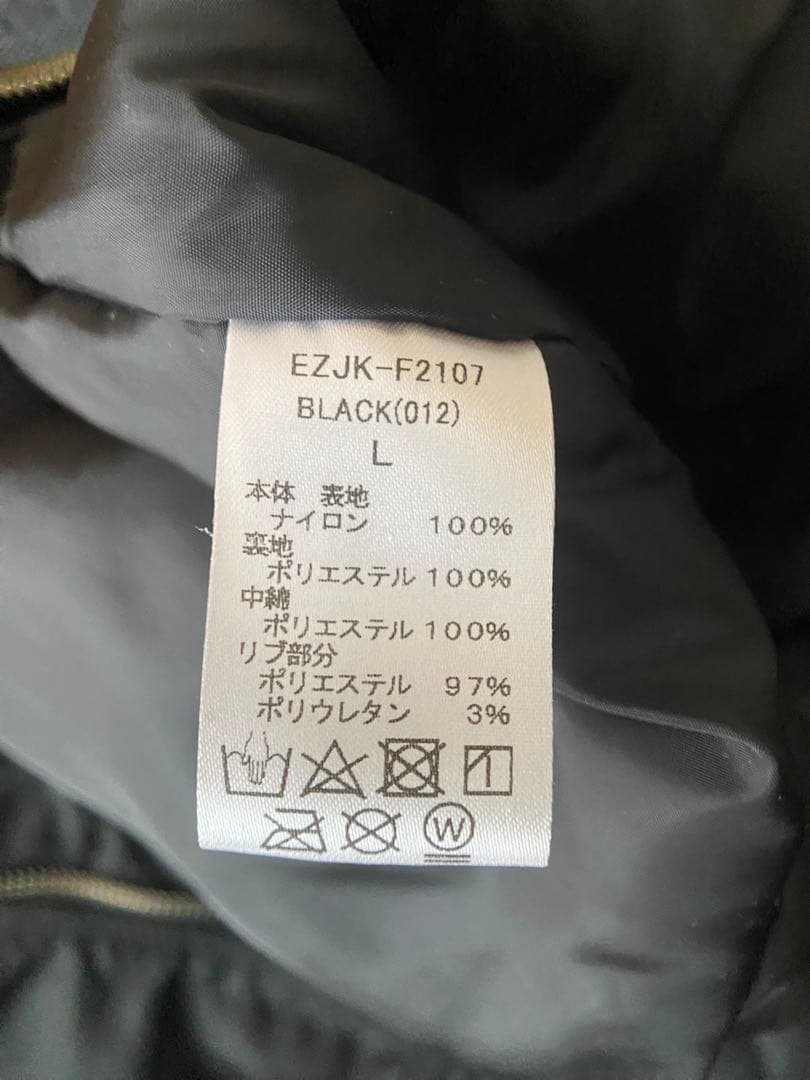 EZJK-F2107
BLACK(012)
L
本体 表地
ナイロン 100%
裏地
ポリエステル 100%
中綿
ポリエステル 100%
リブ部分
ポリエステル 97%
ポリウレタン 3%
W